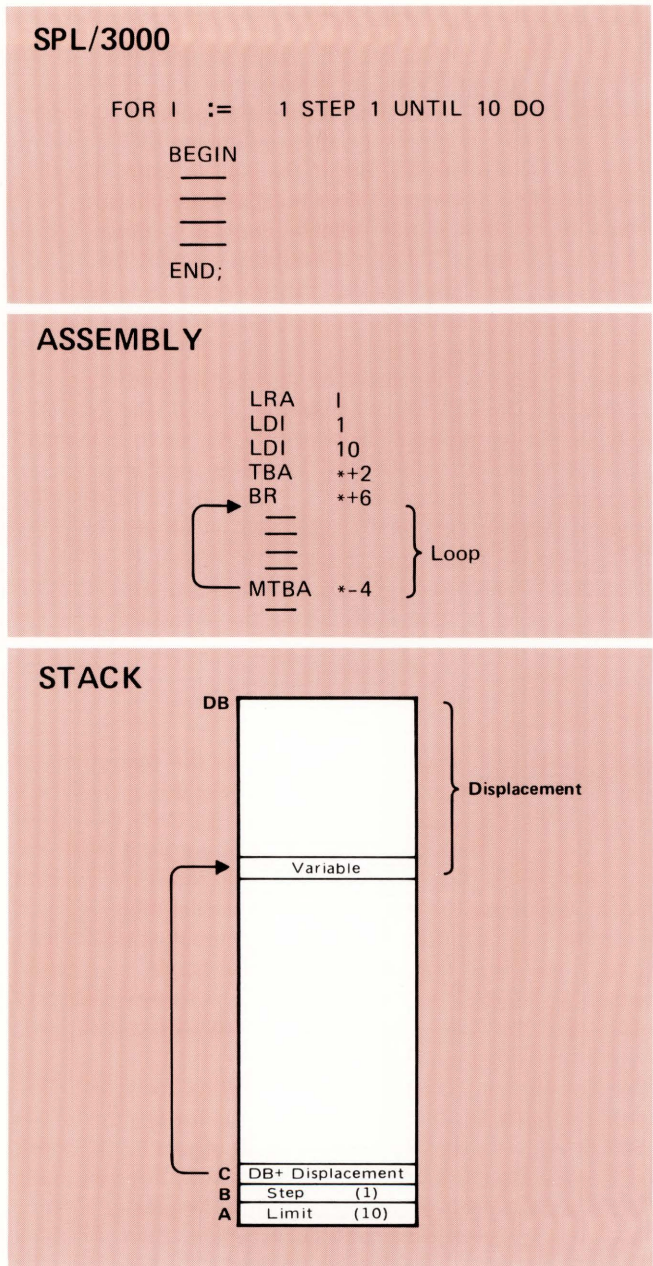 SPL/3000
FOR I := 1 STEP 1 UNTIL 10 DO
BEGIN
END;
ASSEMBLY
LRA I
LDI 1
LDI 10
TBA *+2
BR *+6
Loop
MTBA *-4
STACK
DB
Displacement
Variable
C DB+ Displacement
B Step (1)
A Limit (10)